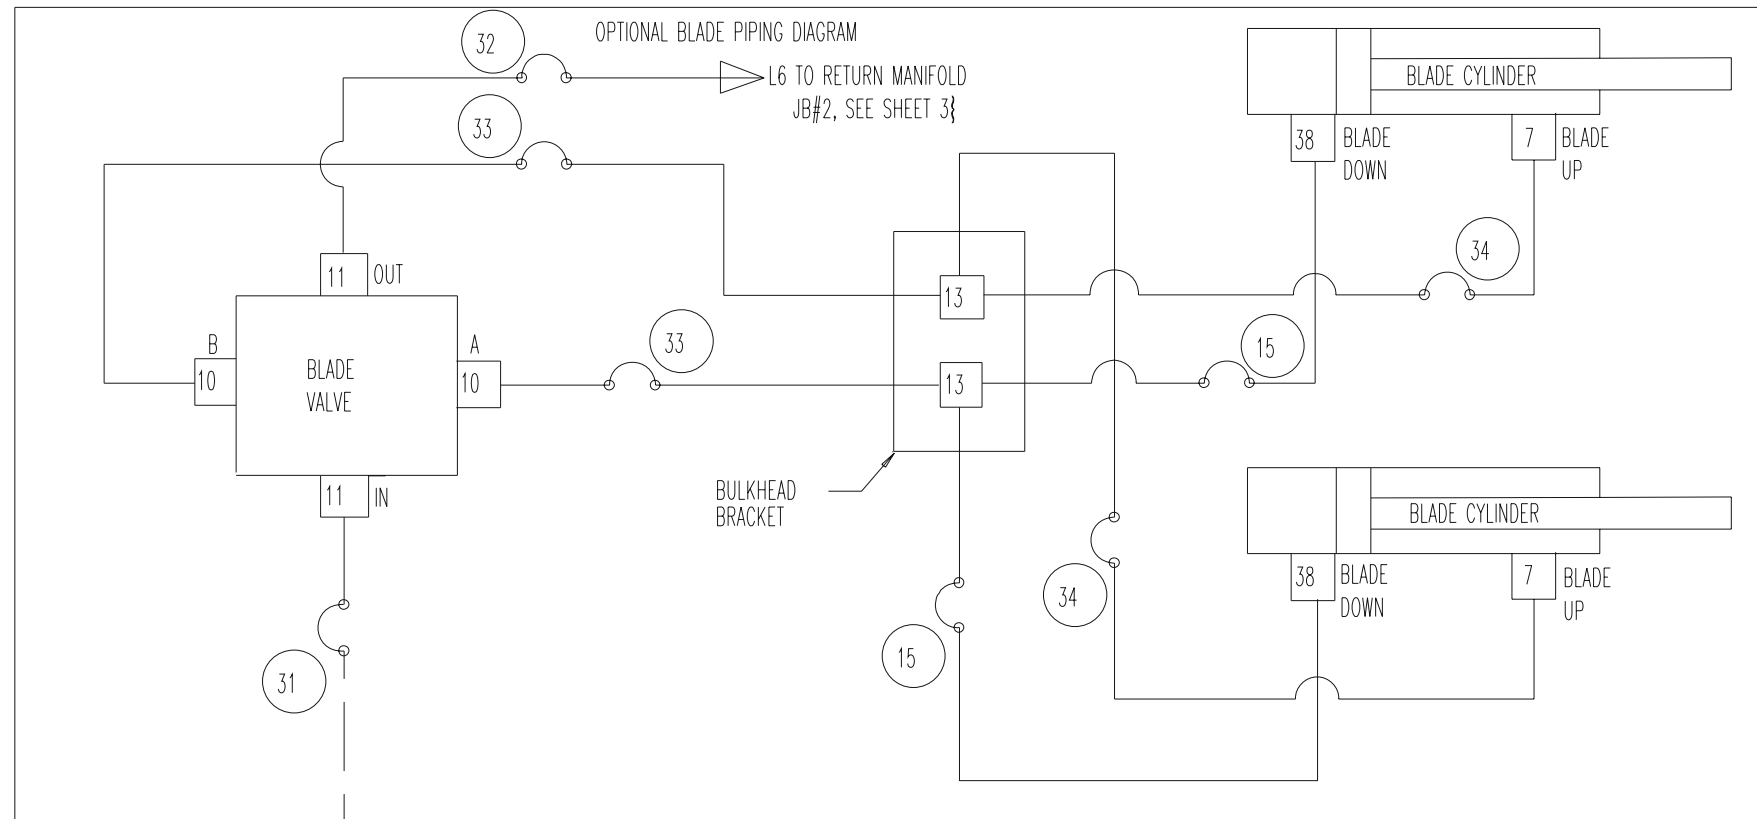 32
OPTIONAL BLADE PIPING DIAGRAM
L6 TO RETURN MANIFOLD
JB#2, SEE SHEET 3}
33
BLADE CYLINDER
38
BLADE
DOWN
7
BLADE
UP
34
11
OUT
13
B
10
BLADE
VALVE
A
10
33
13
15
11
IN
BULKHEAD
BRACKET
BLADE CYLINDER
38
BLADE
DOWN
7
BLADE
UP
34
15
31